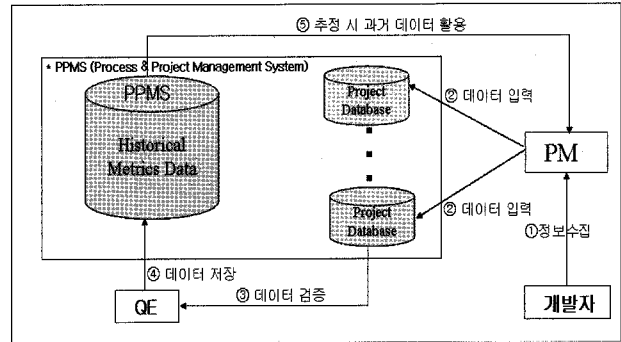 ⑤ 추정 시 과거 데이터 활용
* PPMS (Process & Project Management System)
PPMS
Historical
Metrics Data
Project
Database
② 데이터 입력
PM
Project
Database
② 데이터 입력
①정보수집
④ 데이터 저장
③ 데이터 검증
QE
개발자